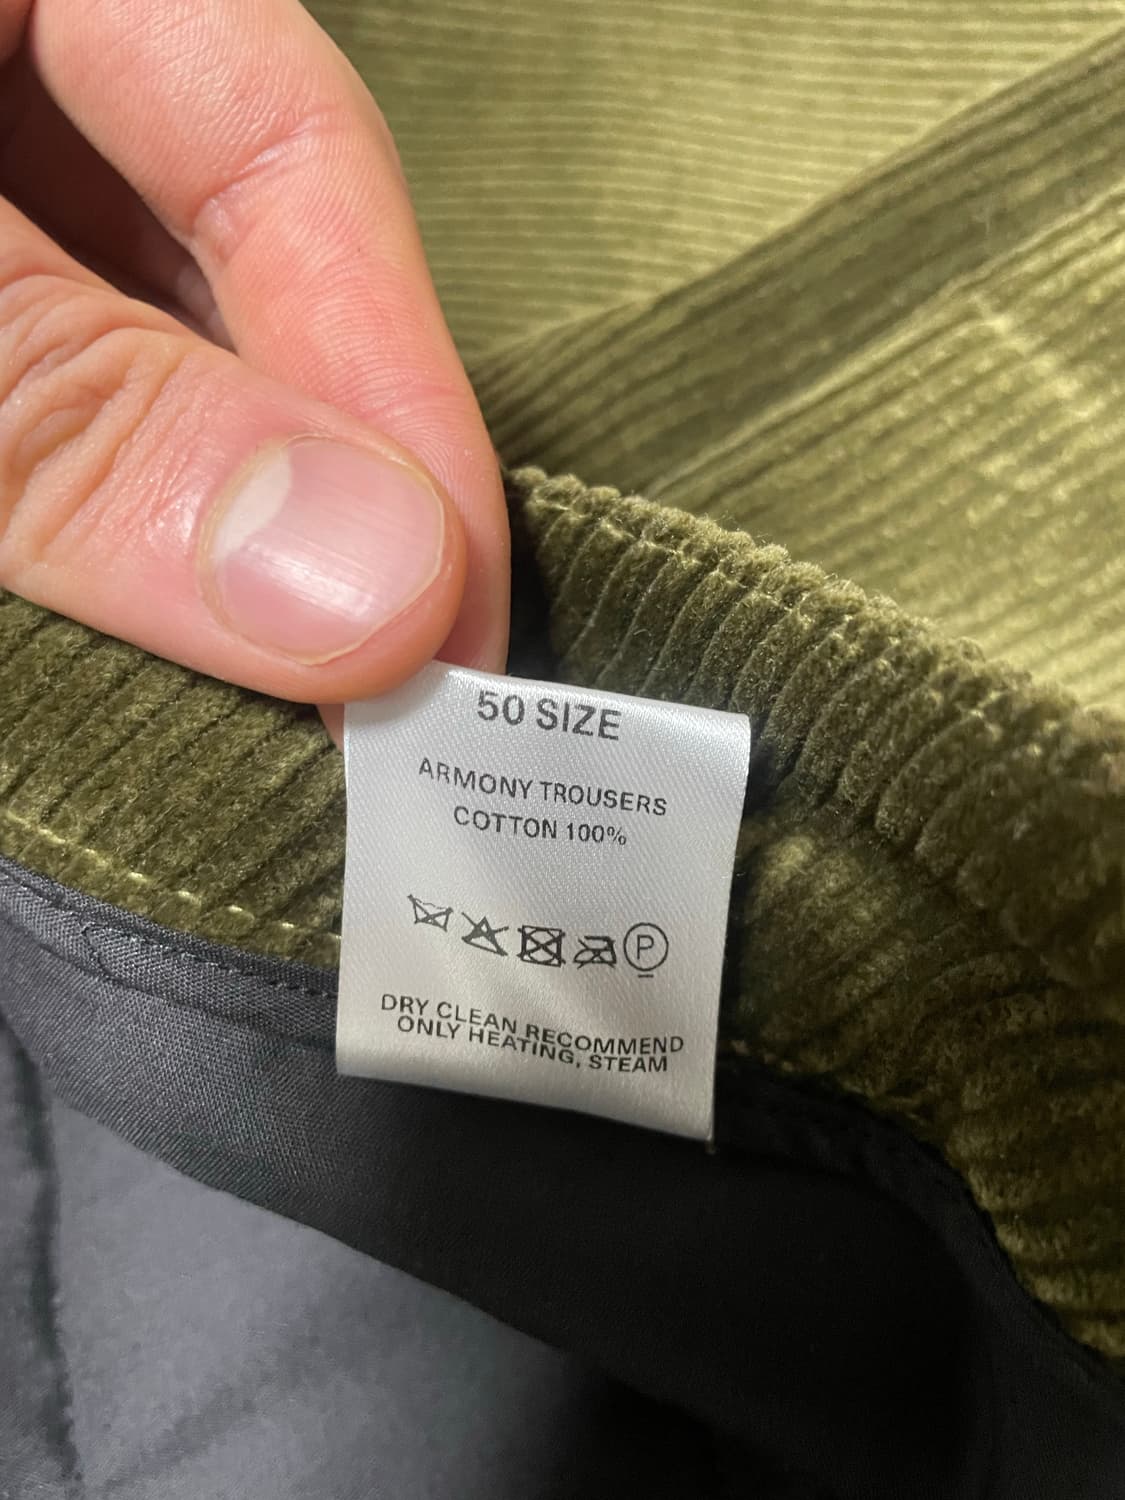 50 SIZE
ARMONY TROUSERS
COTTON 100%
P
DRY CLEAN RECOMMEND
ONLY HEATING, STEAM